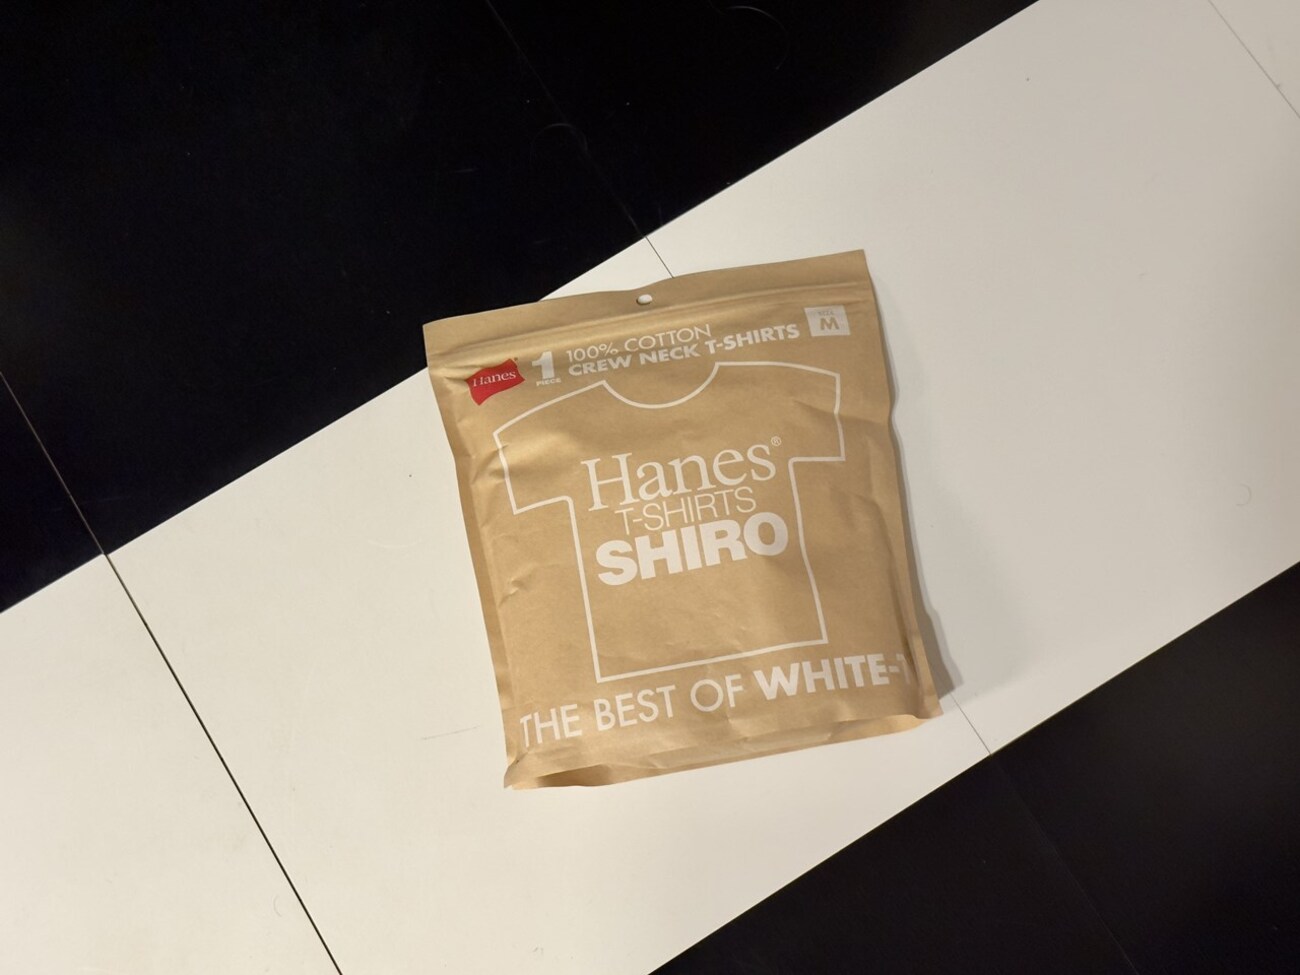 Hanes
1
PIECE
100% COTTON
CREW NECK T-SHIRTS
SIZE
M
Hanes®
T-SHIRTS
SHIRO
THE BEST OF WHITE-T